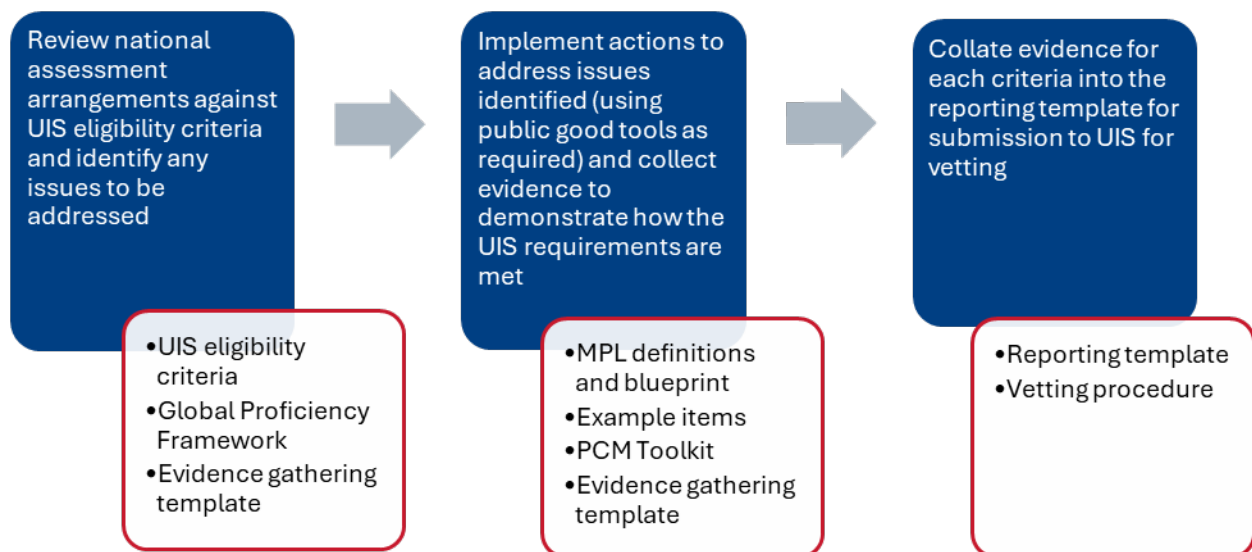 Review national
assessment
arrangements against
UIS eligibility criteria
and identify any
issues to be
addressed
•UIS eligibility
criteria
•Global Proficiency
Framework
•Evidence gathering
template
Implement actions to
address issues
identified (using
public good tools as
required) and collect
evidence to
demonstrate how the
UIS requirements are
met
•MPL definitions
and blueprint
•Example items
•PCM Toolkit
•Evidence gathering
template
Collate evidence for
each criteria into the
reporting template for
submission to UIS for
vetting
•Reporting template
•Vetting procedure